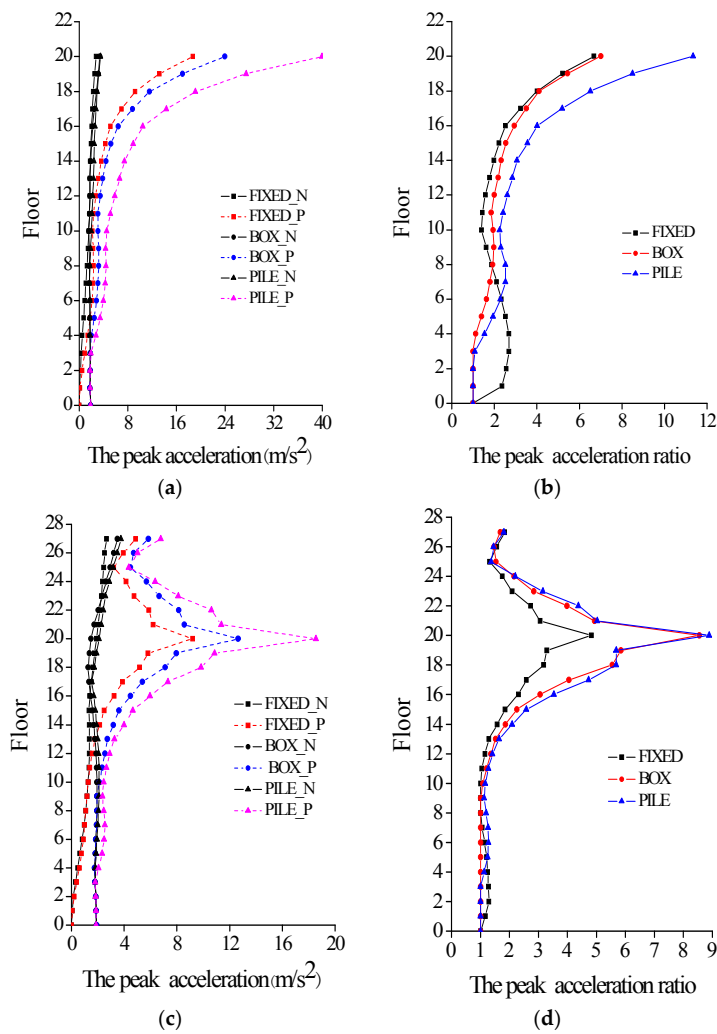 20
18
16
14
12
10
8
6
4
2
0
Floor
FIXED_N
FIXED_P
BOX_N
BOX_P
PILE_N
PILE_P
0 8 16 24 32 40
The peak acceleration(m/s²)
(a)
22
20
18
16
14
12
10
8
6
4
2
0
Floor
FIXED
BOX
PILE
0 2 4 6 8 10 12
The peak acceleration ratio
(b)
28
26
24
22
20
18
16
14
12
10
8
6
4
2
0
Floor
FIXED_N
FIXED_P
BOX_N
BOX_P
PILE_N
PILE_P
0 4 8 12 16 20
The peak acceleration(m/s²)
(c)
28
26
24
22
20
18
16
14
12
10
8
6
4
2
0
Floor
FIXED
BOX
PILE
0 1 2 3 4 5 6 7 8 9
The peak acceleration ratio
(d)